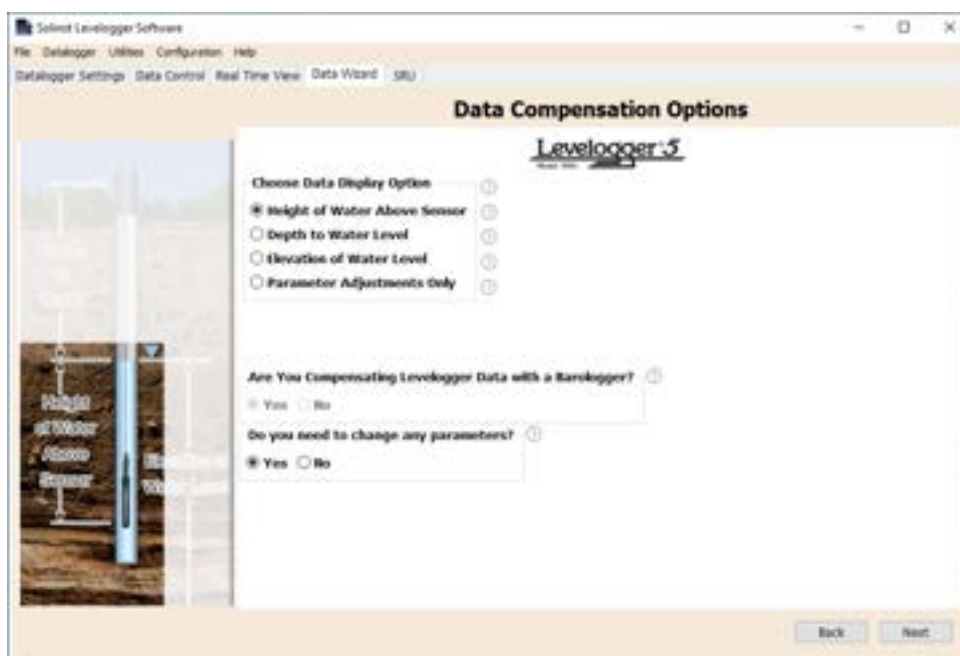 Solinst Levelogger Software
File Datalogger Utilities Configuration Help
Datalogger Settings Data Control Real Time View Data Wizard SRU
Data Compensation Options
Levelogger 5
Choose Data Display Option
Height of Water Above Sensor
Depth to Water Level
Elevation of Water Level
Parameter Adjustments Only
Are You Compensating Levelogger Data with a Barologger?
Yes No
Do you need to change any parameters?
Yes No
Height
of Water
Above
Sensor
Back Next